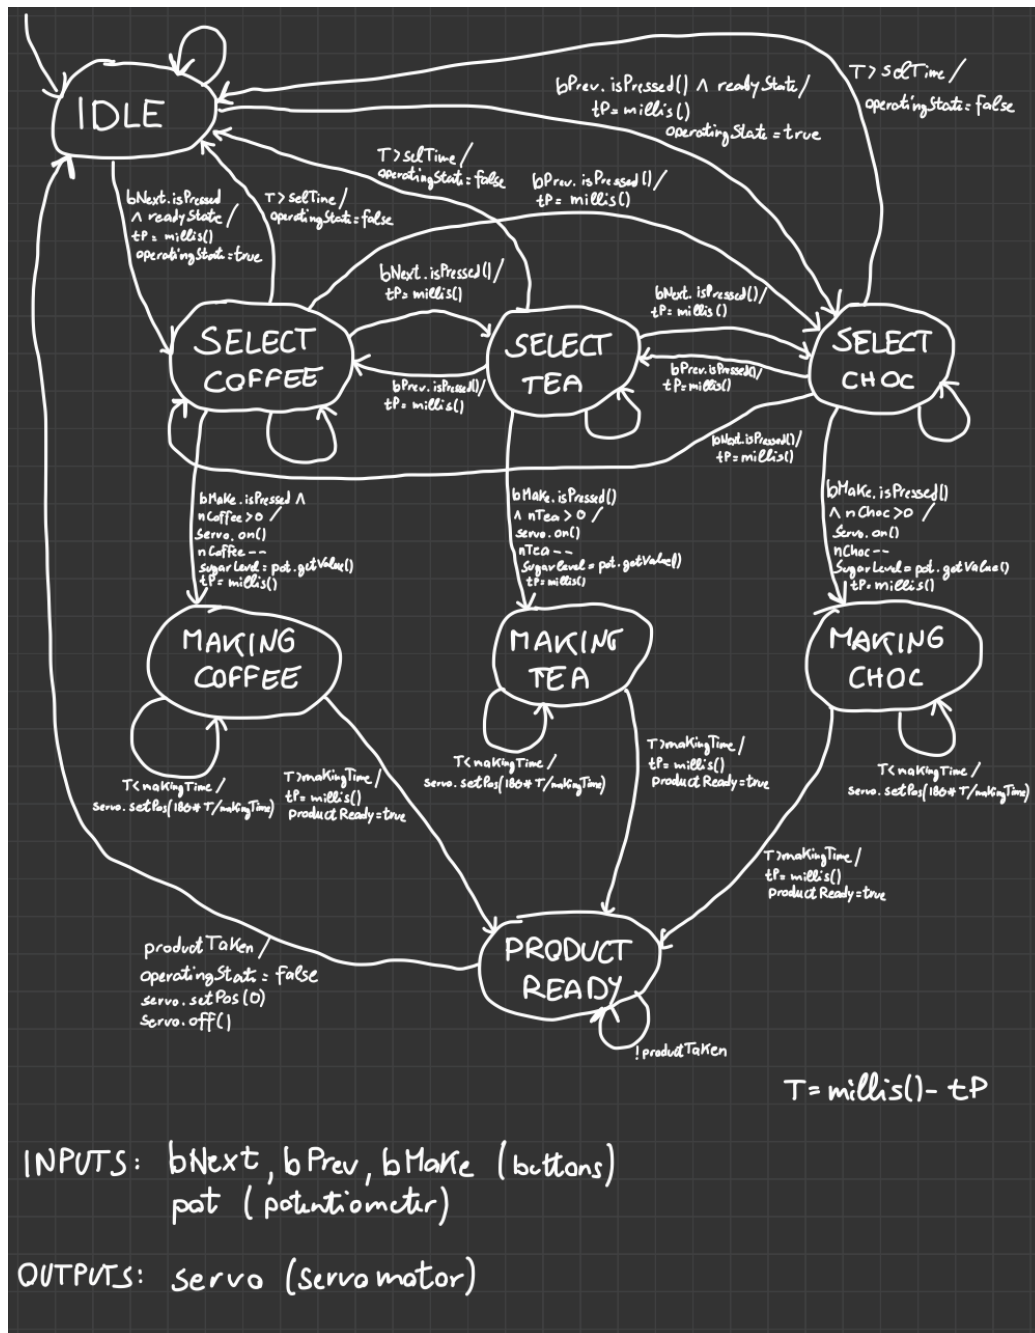 IDLE
bPrev.isPressed() ∧ readyState/
tP=millis()
operatingState=true
T>selTime/
operatingState=false
T>selTime/
operatingState=false
bNext.isPressed
∧ readyState/
tP=millis()
operatingState=true
T>selTime/
operatingState=false
bPrev.isPressed()/
tP=millis()
bNext.isPressed()/
tP=millis()
bNext.isPressed()/
tP=millis()
SELECT
COFFEE
SELECT
TEA
SELECT
CHOC
bPrev.isPressed()/
tP=millis()
bPrev.isPressed()/
tP=millis()
bNext.isPressed()/
tP=millis()
bMake.isPressed ∧
nCoffee>0 /
servo.on()
nCoffee--
sugarLevel=pot.getValue()
tP=millis()
bMake.isPressed()
∧ nTea>0 /
servo.on()
nTea--
sugarLevel=pot.getValue()
tP=millis()
bMake.isPressed()
∧ nChoc>0 /
servo.on()
nChoc--
sugarLevel=pot.getValue()
tP=millis()
MAKING
COFFEE
MAKING
TEA
MAKING
CHOC
T<makingTime/
servo.setPos(180*T/makingTime)
T>makingTime/
tP=millis()
productReady=true
T<makingTime/
servo.setPos(180*T/makingTime)
T>makingTime/
tP=millis()
productReady=true
T<makingTime/
servo.setPos(180*T/makingTime)
T>makingTime/
tP=millis()
productReady=true
productTaken/
operatingState=false
servo.setPos(0)
servo.off()
PRODUCT
READY
!productTaken
T=millis()-tP
INPUTS: bNext, bPrev, bMake (buttons)
pot (potentiometer)
OUTPUTS: servo (servomotor)